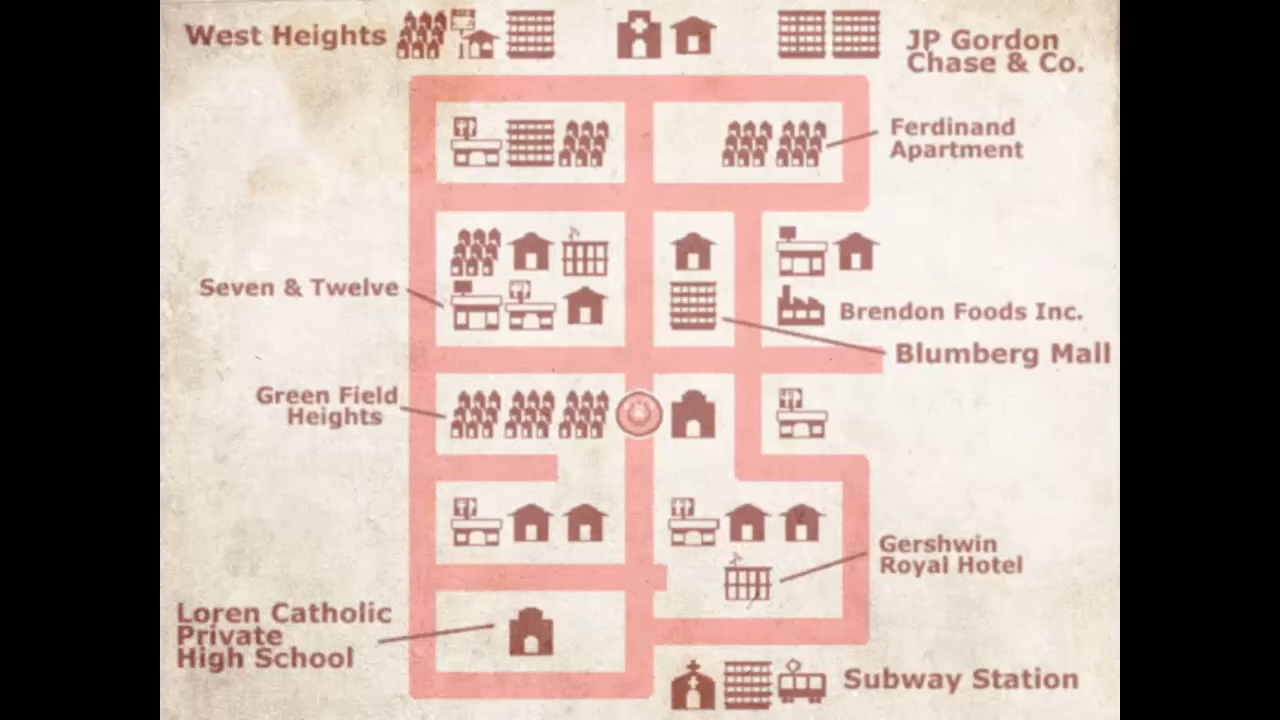 West Heights
JP Gordon
Chase & Co.
Ferdinand
Apartment
Seven & Twelve
Brendon Foods Inc.
Blumberg Mall
Green Field
Heights
Gershwin
Royal Hotel
Loren Catholic
Private
High School
Subway Station